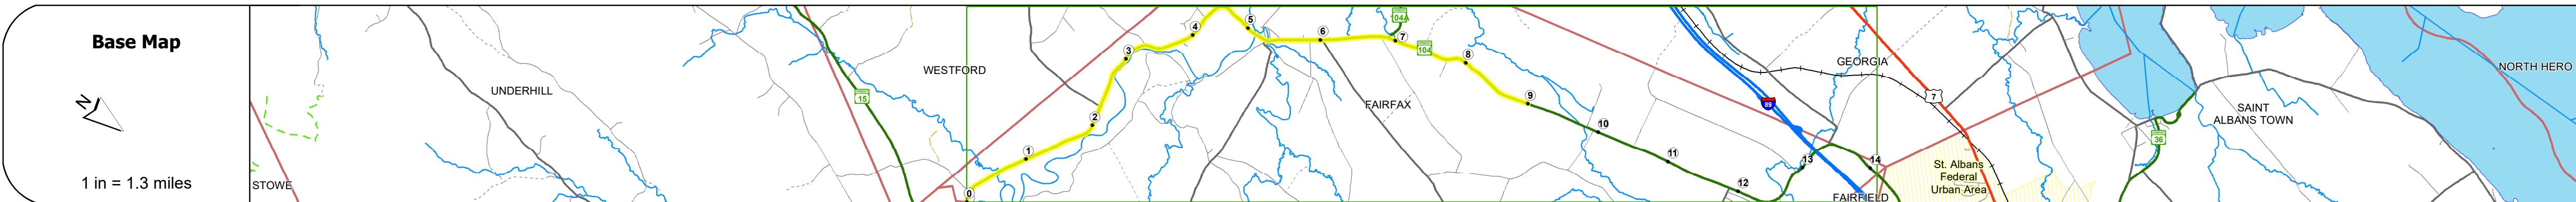 Base Map
N
1 in = 1.3 miles
STOWE
UNDERHILL
15
WESTFORD
0
1
2
3
4
5
6
7
8
9
10
11
12
13
14
104A
104
FAIRFAX
GEORGIA
89
7
FAIRFIELD
St. Albans
Federal
Urban Area
36
SAINT
ALBANS TOWN
NORTH HERO